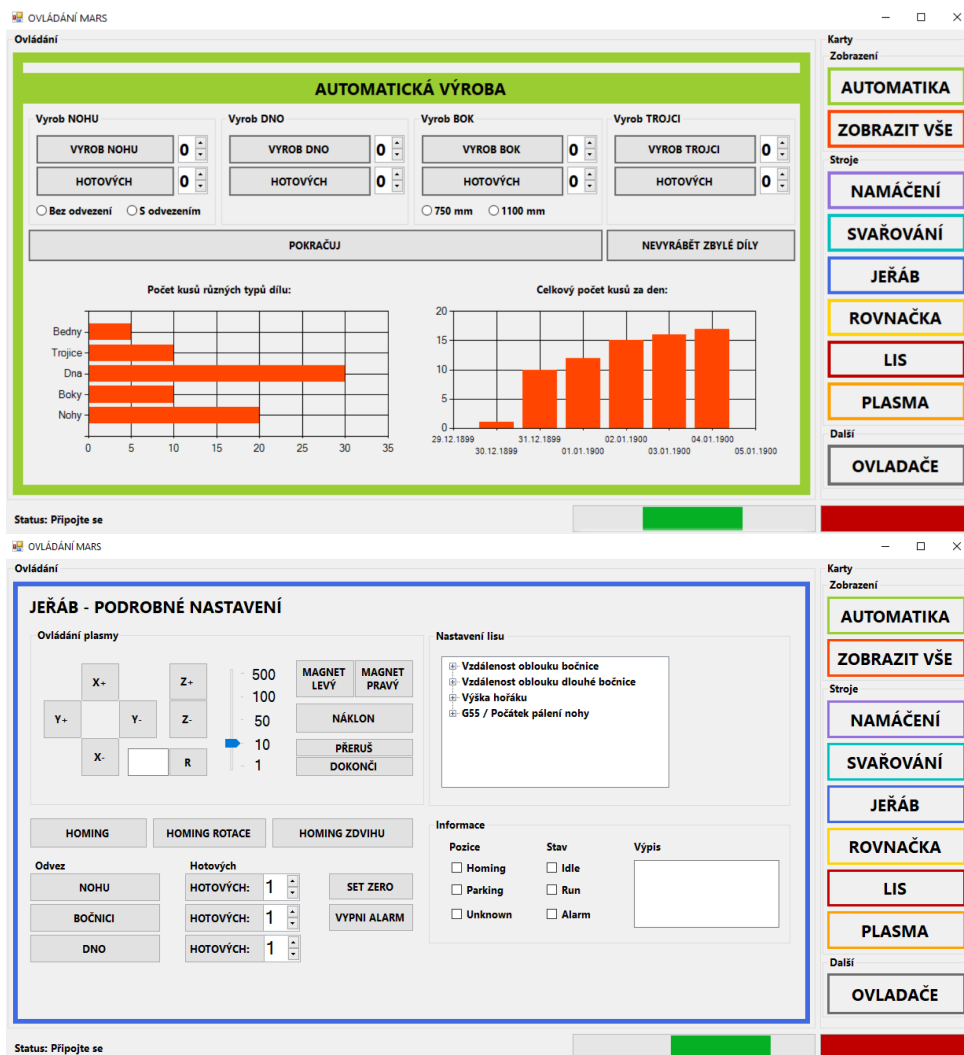 OVLÁDÁNÍ MARS
Ovládání
AUTOMATICKÁ VÝROBA
Vyrob NOHU
Vyrob DNO
Vyrob BOK
Vyrob TROJCI
VYROB NOHU 0
VYROB DNO 0
VYROB BOK 0
VYROB TROJCI 0
HOTOVÝCH 0
HOTOVÝCH 0
HOTOVÝCH 0
HOTOVÝCH 0
Bez odvezení
S odvezením
750 mm
1100 mm
POKRAČUJ
NEVYRÁBĚT ZBYLÉ DÍLY
Počet kusů různých typů dílu:
Bedny
Trojice
Dna
Boky
Nohy
0 5 10 15 20 25 30 35
Celkový počet kusů za den:
20
15
10
5
0
29.12.1899 31.12.1899 02.01.1900 04.01.1900
30.12.1899 01.01.1900 03.01.1900 05.01.1900
Karty
Zobrazení
AUTOMATIKA
ZOBRAZIT VŠE
Stroje
NAMÁČENÍ
SVAŘOVÁNÍ
JEŘÁB
ROVNAČKA
LIS
PLASMA
Další
OVLADAČE
Status: Připojte se
OVLÁDÁNÍ MARS
Ovládání
JEŘÁB - PODROBNÉ NASTAVENÍ
Ovládání plasmy
X+
Y+
Y-
X-
Z+
Z-
R
500
100
50
10
1
MAGNET LEVÝ
MAGNET PRAVÝ
NÁKLON
PŘERUŠ
DOKONČI
Nastavení lisu
Vzdálenost oblouku bočnice
Vzdálenost oblouku dlouhé bočnice
Výška hořáku
G55 / Počátek pálení nohy
HOMING
HOMING ROTACE
HOMING ZDVIHU
Odvez
NOHU
BOČNICI
DNO
Hotových
HOTOVÝCH: 1
HOTOVÝCH: 1
HOTOVÝCH: 1
SET ZERO
VYPNI ALARM
Informace
Pozice
Homing
Parking
Unknown
Stav
Idle
Run
Alarm
Výpis
Karty
Zobrazení
AUTOMATIKA
ZOBRAZIT VŠE
Stroje
NAMÁČENÍ
SVAŘOVÁNÍ
JEŘÁB
ROVNAČKA
LIS
PLASMA
Další
OVLADAČE
Status: Připojte se